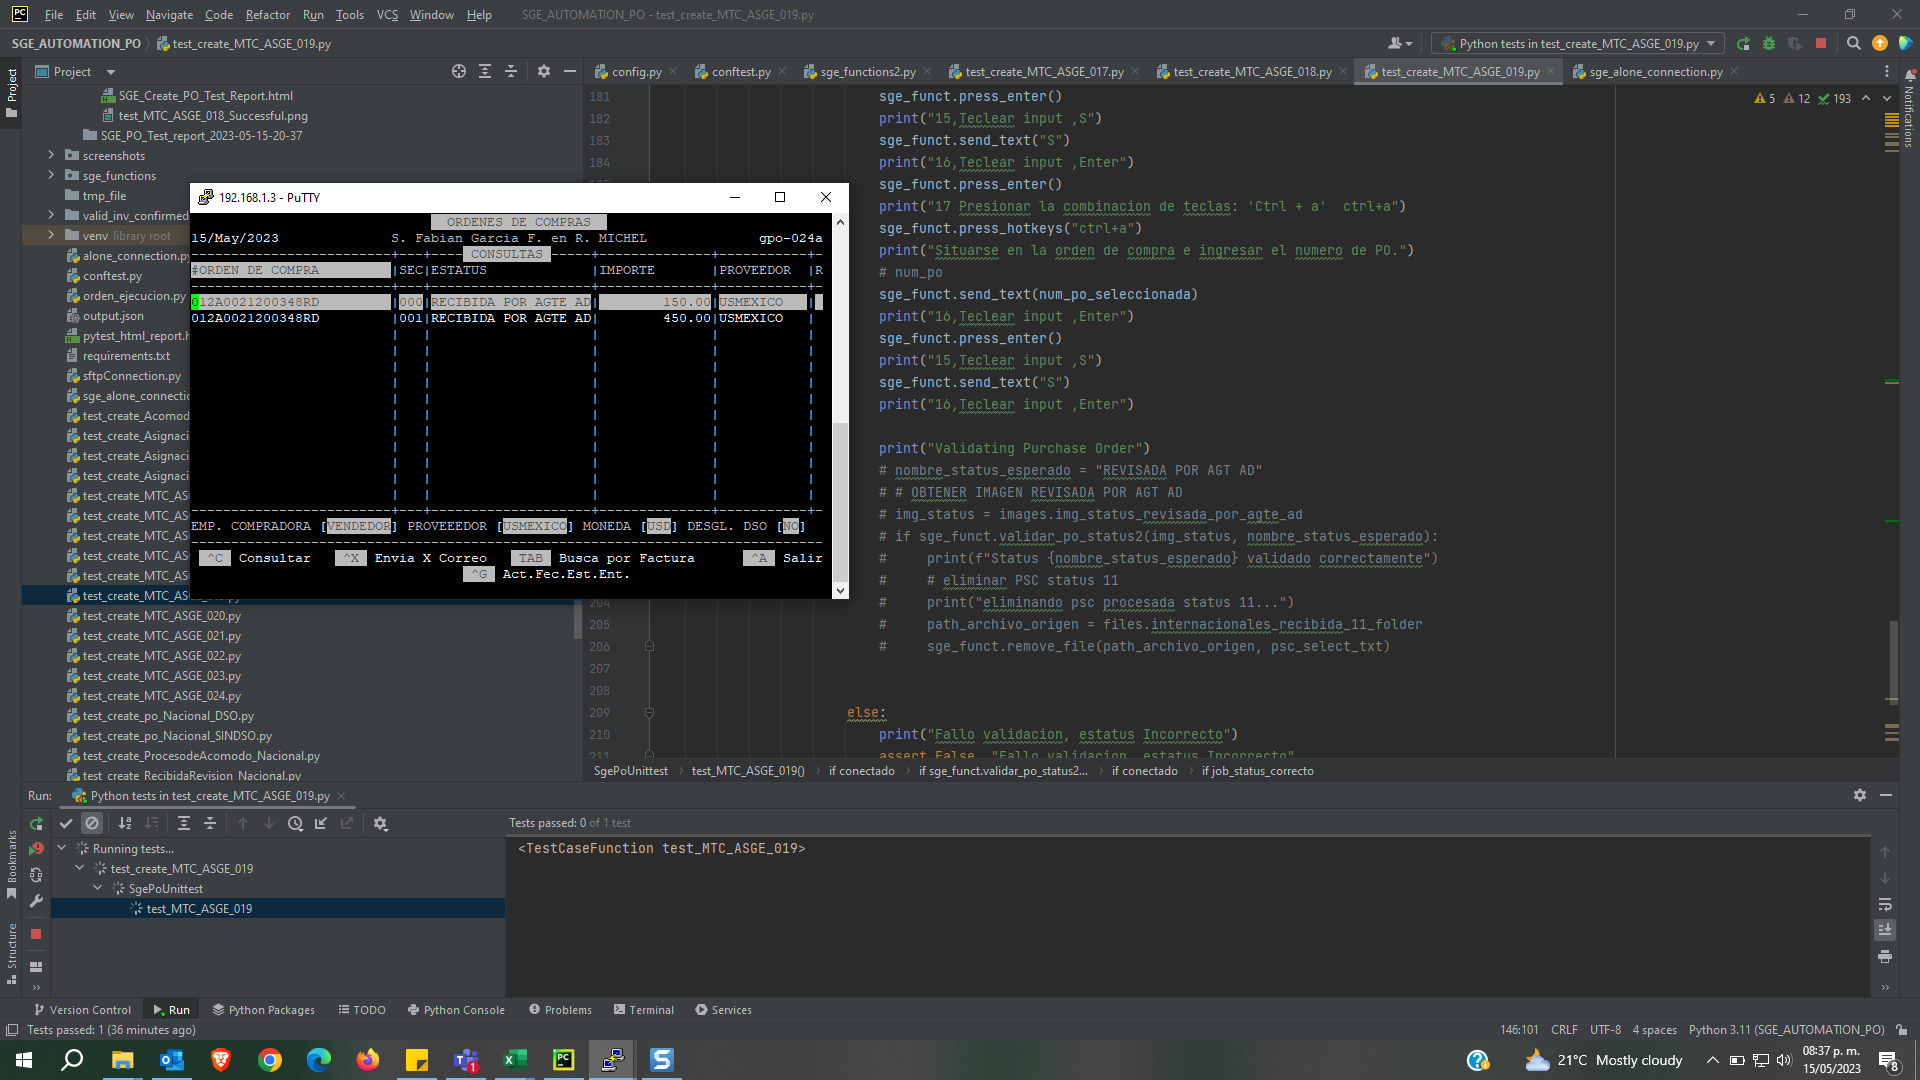 File Edit View Navigate Code Refactor Run Tools VCS Window Help SGE_AUTOMATION_PO - test_create_MTC_ASGE_019.py
SGE_AUTOMATION_PO test_create_MTC_ASGE_019.py
Python tests in test_create_MTC_ASGE_019.py
Project
config.py conftest.py sge_functions2.py test_create_MTC_ASGE_017.py test_create_MTC_ASGE_018.py test_create_MTC_ASGE_019.py sge_alone_connection.py
Project
Notifications
5 12 193
SGE_Create_PO_Test_Report.html
test_MTC_ASGE_018_Successful.png
SGE_PO_Test_report_2023-05-15-20-37
screenshots
sge_functions
tmp_file
valid_inv_confirmed
venv library root
alone_connection.py
conftest.py
orden_ejecucion.py
output.json
pytest_html_report.h
requirements.txt
sftpConnection.py
sge_alone_connectio
test_create_Acomod
test_create_Asignaci
test_create_Asignaci
test_create_Asignaci
test_create_MTC_AS
test_create_MTC_AS
test_create_MTC_AS
test_create_MTC_AS
test_create_MTC_AS
test_create_MTC_ASGE_020.py
test_create_MTC_ASGE_021.py
test_create_MTC_ASGE_022.py
test_create_MTC_ASGE_023.py
test_create_MTC_ASGE_024.py
test_create_po_Nacional_DSO.py
test_create_po_Nacional_SINDSO.py
test_create_ProcesodeAcomodo_Nacional.py
test_create_RecibidaRevision_Nacional.py
192.168.1.3 - PuTTY
ORDENES DE COMPRAS
15/May/2023 S. Fabian Garcia F. en R. MICHEL gpo-024a
CONSULTAS
#ORDEN DE COMPRA |SEC|ESTATUS |IMPORTE |PROVEEDOR |R
012A0021200348RD |000|RECIBIDA POR AGTE AD| 150.00|USMEXICO |
012A0021200348RD |001|RECIBIDA POR AGTE AD| 450.00|USMEXICO |
EMP. COMPRADORA [VENDEDOR] PROVEEEDOR [USMEXICO] MONEDA [USD] DESGL. DSO [NO]
^C Consultar ^X Envia X Correo TAB Busca por Factura ^A Salir
^G Act.Fec.Est.Ent.
181 sge_funct.press_enter()
182 print("15,Teclear input ,S")
183 sge_funct.send_text("S")
184 print("16,Teclear input ,Enter")
sge_funct.press_enter()
print("17 Presionar la combinacion de teclas: 'Ctrl + a'  ctrl+a")
sge_funct.press_hotkeys("ctrl+a")
print("Situarse en la orden de compra e ingresar el numero de PO.")
# num_po
sge_funct.send_text(num_po_seleccionada)
print("16,Teclear input ,Enter")
sge_funct.press_enter()
print("15,Teclear input ,S")
sge_funct.send_text("S")
print("16,Teclear input ,Enter")
print("Validating Purchase Order")
# nombre_status_esperado = "REVISADA POR AGT AD"
# # OBTENER IMAGEN REVISADA POR AGT AD
# img_status = images.img_status_revisada_por_agte_ad
# if sge_funct.validar_po_status2(img_status, nombre_status_esperado):
#     print(f"Status {nombre_status_esperado} validado correctamente")
#     # eliminar PSC status 11
204 #     print("eliminando psc procesada status 11...")
205 #     path_archivo_origen = files.internacionales_recibida_11_folder
206 #     sge_funct.remove_file(path_archivo_origen, psc_select_txt)
207
208
209 else:
210 print("Fallo validacion, estatus Incorrecto")
211 assert False, "Fallo validacion, estatus Incorrecto"
SgePoUnittest test_MTC_ASGE_019() if conectado if sge_funct.validar_po_status2... if conectado if job_status_correcto
Run: Python tests in test_create_MTC_ASGE_019.py
Tests passed: 0 of 1 test
Running tests...
test_create_MTC_ASGE_019
SgePoUnittest
test_MTC_ASGE_019
<TestCaseFunction test_MTC_ASGE_019>
Bookmarks
Structure
Version Control Run Python Packages TODO Python Console Problems Terminal Services
Tests passed: 1 (36 minutes ago) 146:101 CRLF UTF-8 4 spaces Python 3.11 (SGE_AUTOMATION_PO)
21°C Mostly cloudy
08:37 p. m.
15/05/2023
8